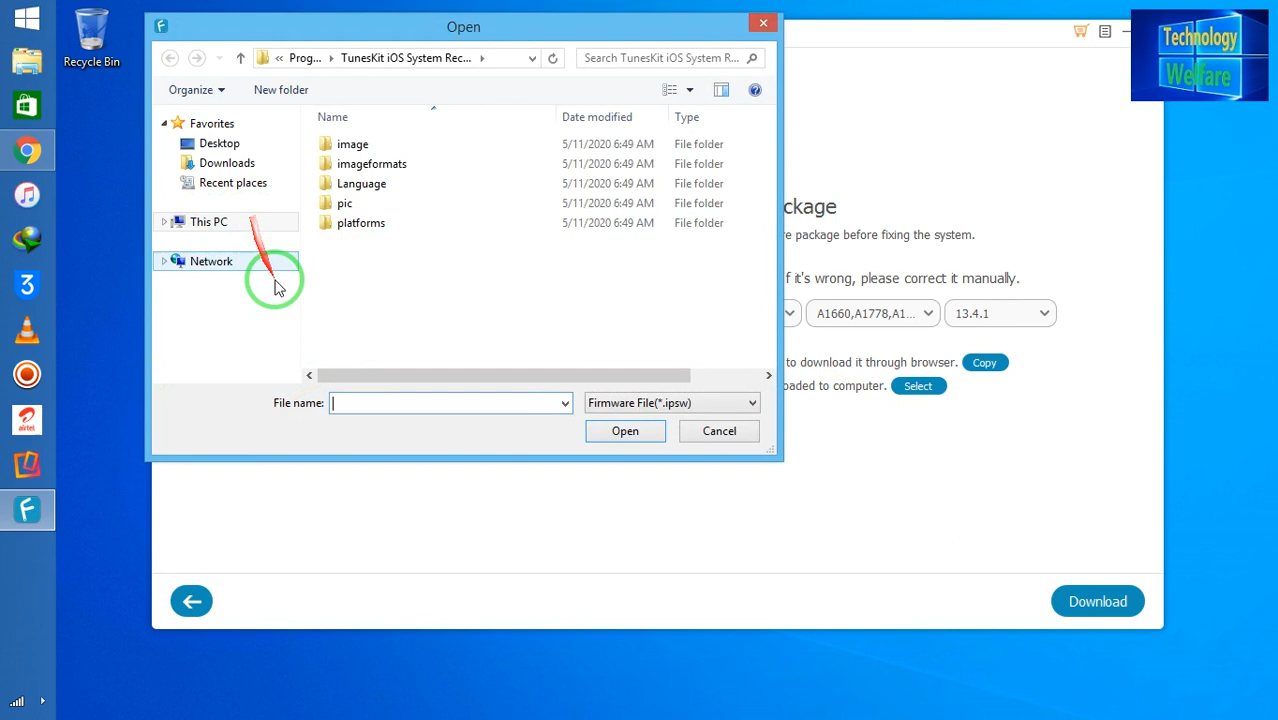 Recycle Bin
Open
Technology
Welfare
« Prog... TunesKit iOS System Rec...
Search TunesKit iOS System R...
Organize
New folder
Name
Date modified
Type
Favorites
Desktop
Downloads
Recent places
This PC
Network
image 5/11/2020 6:49 AM File folder
imageformats 5/11/2020 6:49 AM File folder
Language 5/11/2020 6:49 AM File folder
pic 5/11/2020 6:49 AM File folder
platforms 5/11/2020 6:49 AM File folder
File name:
Firmware File(*.ipsw)
Open
Cancel
ckage
re package before fixing the system.
if it's wrong, please correct it manually.
A1660,A1778,A1...
13.4.1
to download it through browser. Copy
oaded to computer. Select
3
airtel
Download